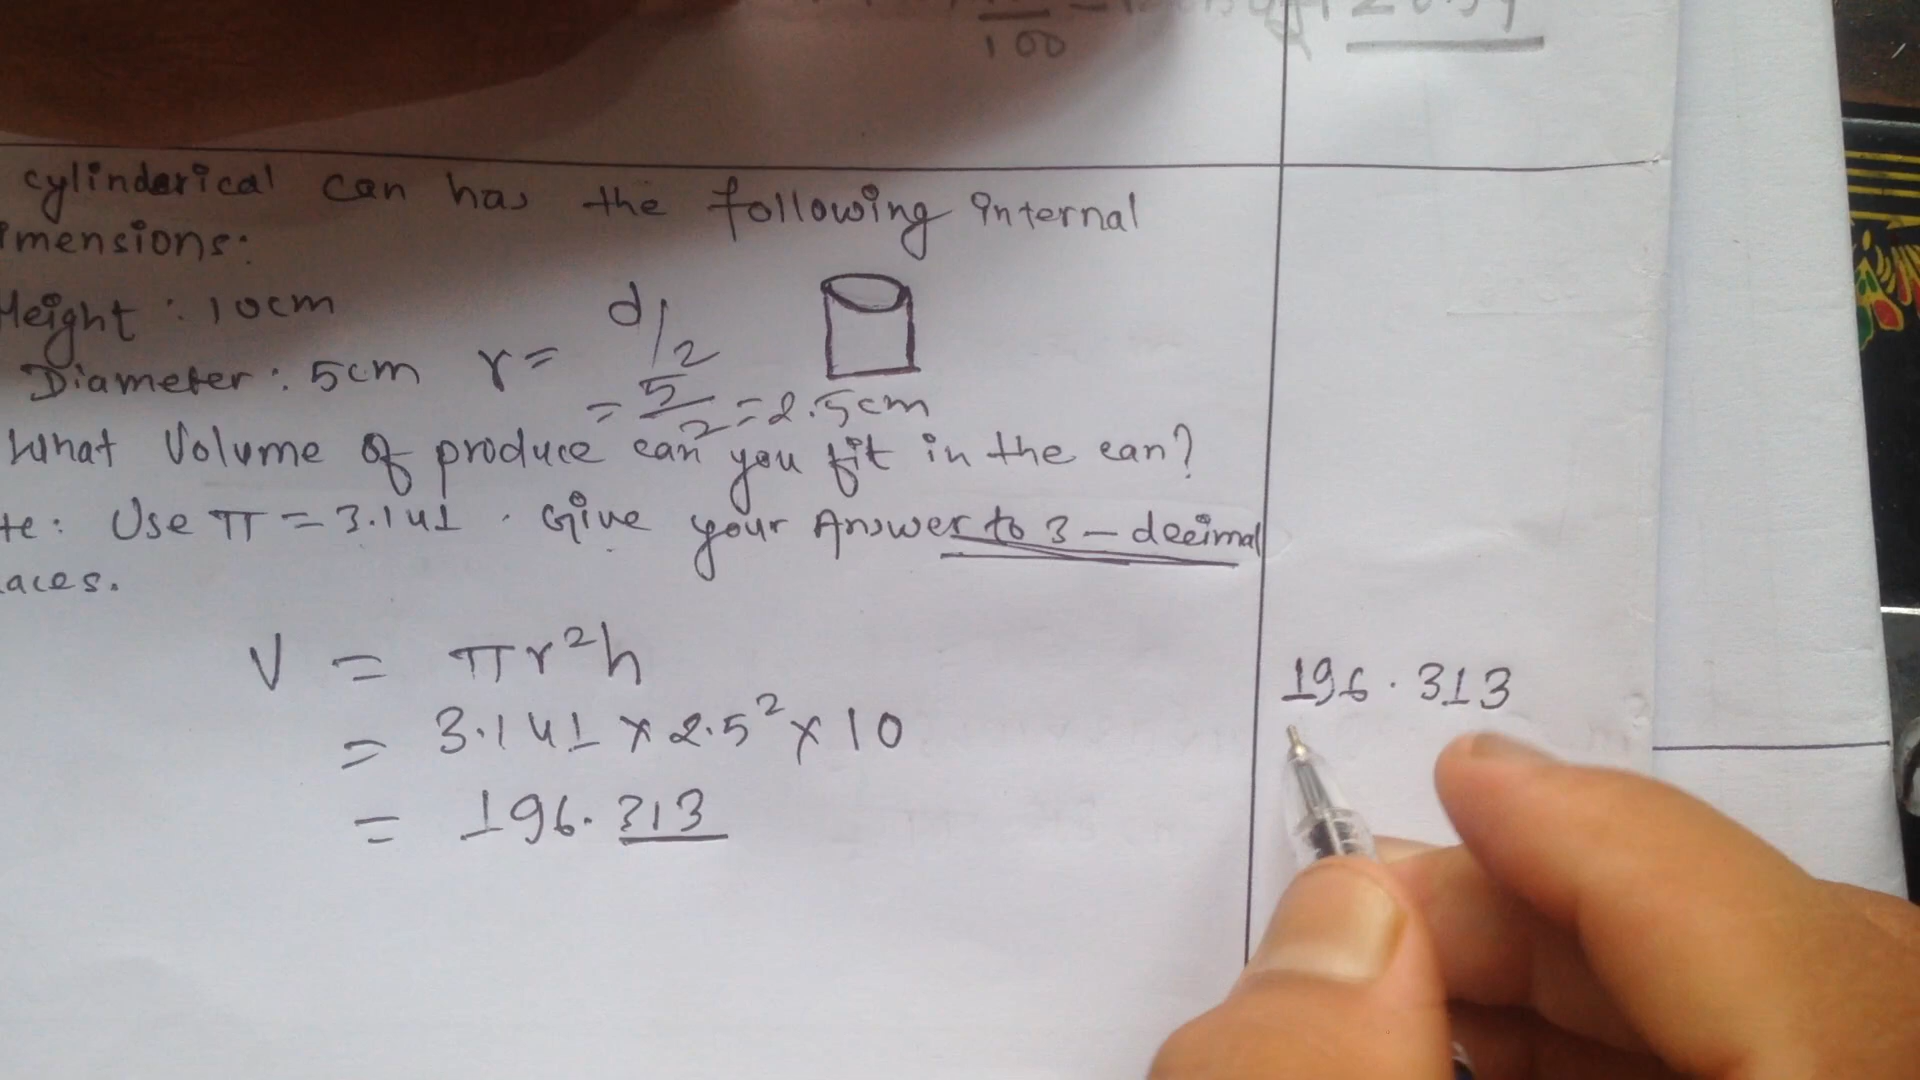 100
cylinderical can has the following internal
imensions:
Height : 10cm
d/2
Diameter : 5cm r =
= 5/2 = 2.5cm
What Volume of produce can you fit in the can?
te: Use π = 3.141 . Give your Answer to 3 – decimal
aces.
V = πr²h
= 3.141 × 2.5² × 10
= 196.313
196.313